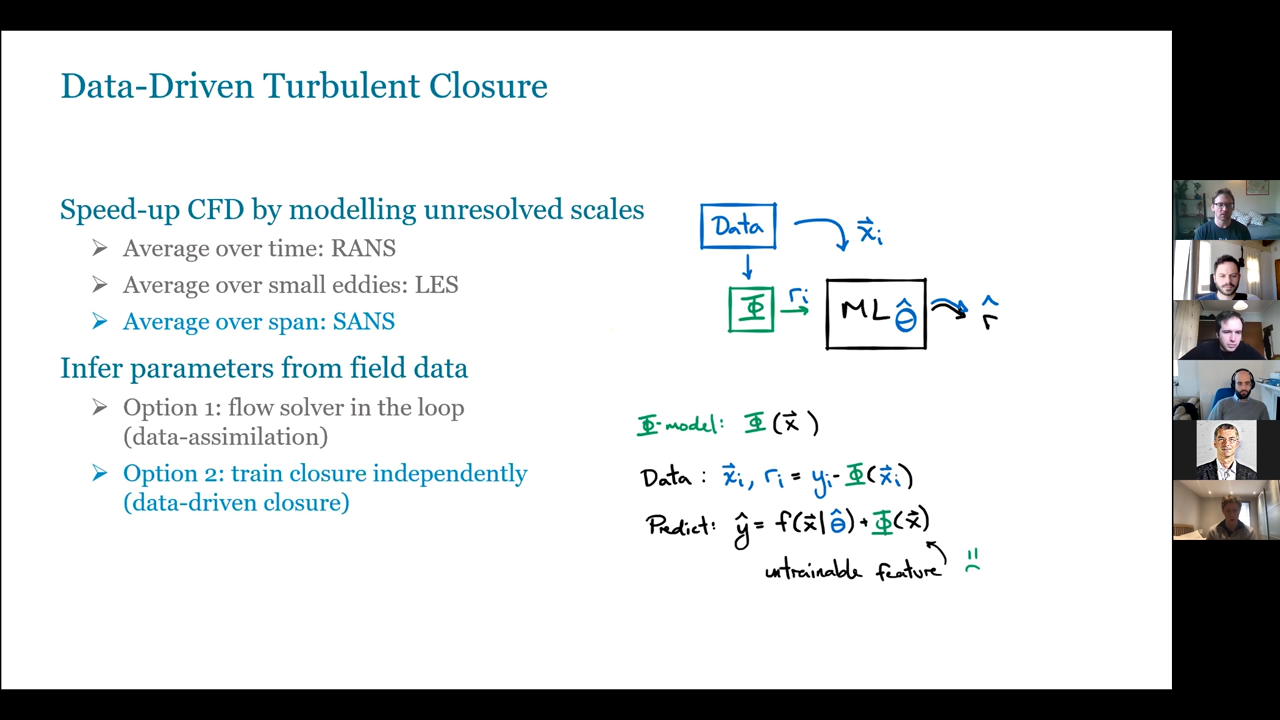 Data-Driven Turbulent Closure
Speed-up CFD by modelling unresolved scales
➢ Average over time: RANS
➢ Average over small eddies: LES
➢ Average over span: SANS
Infer parameters from field data
➢ Option 1: flow solver in the loop
(data-assimilation)
➢ Option 2: train closure independently
(data-driven closure)
Data
x⃗ᵢ
Φ
rᵢ
ML θ̂
r̂
Φ-model: Φ(x⃗)
Data: x⃗ᵢ, rᵢ = yᵢ - Φ(x⃗ᵢ)
Predict: ŷ = f(x⃗|θ̂) + Φ(x⃗)
untrainable feature